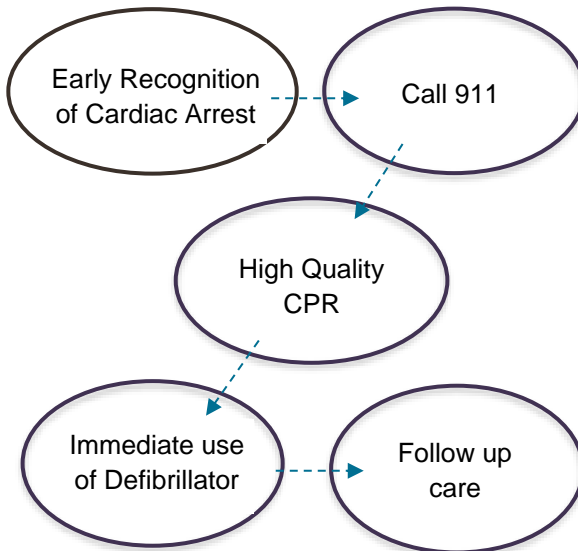 Early Recognition
of Cardiac Arrest
Call 911
High Quality
CPR
Immediate use
of Defibrillator
Follow up
care